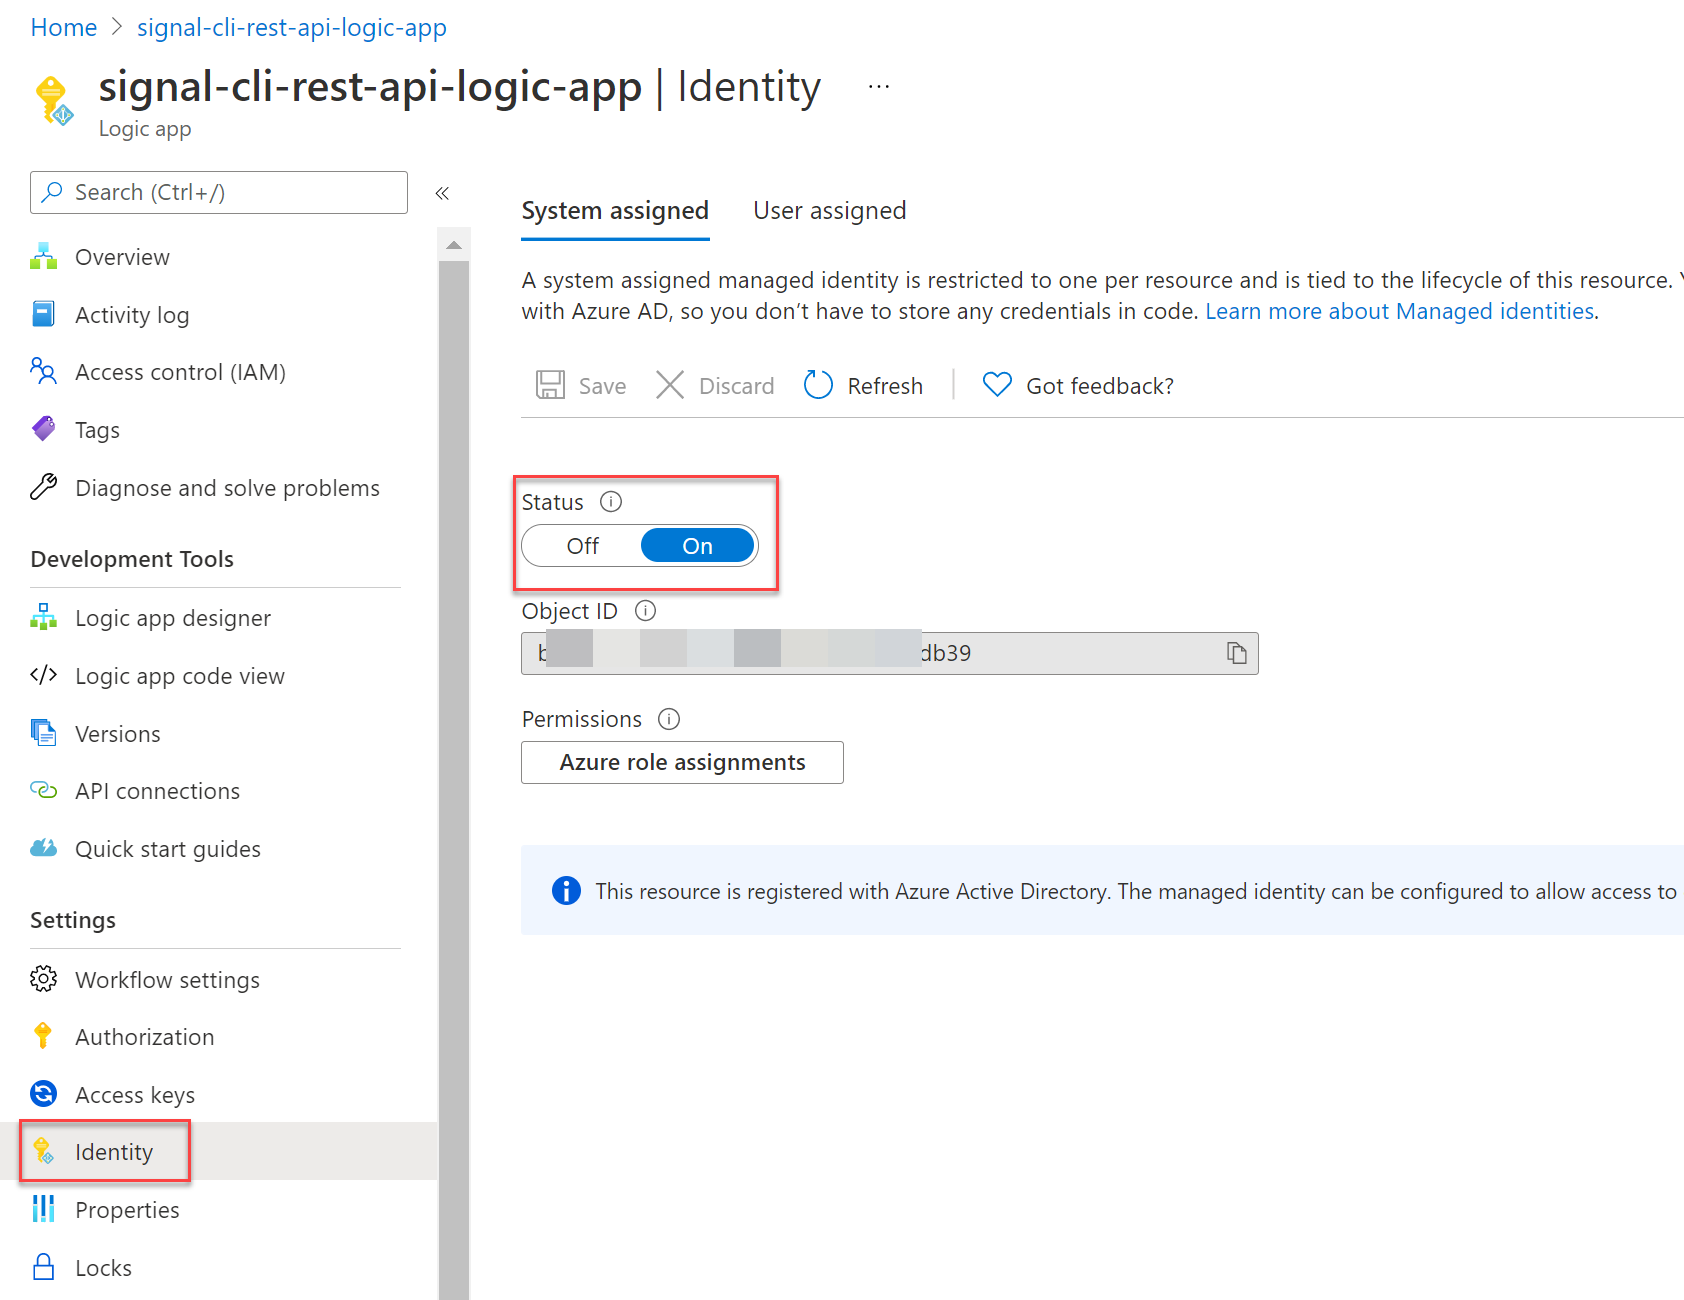 Home > signal-cli-rest-api-logic-app
signal-cli-rest-api-logic-app | Identity ...
Logic app
Search (Ctrl+/)
«
Overview
Activity log
Access control (IAM)
Tags
Diagnose and solve problems
Development Tools
Logic app designer
Logic app code view
Versions
API connections
Quick start guides
Settings
Workflow settings
Authorization
Access keys
Identity
Properties
Locks
System assigned User assigned
A system assigned managed identity is restricted to one per resource and is tied to the lifecycle of this resource.
with Azure AD, so you don't have to store any credentials in code. Learn more about Managed identities.
Save Discard Refresh | Got feedback?
Status
Off On
Object ID
db39
Permissions
Azure role assignments
This resource is registered with Azure Active Directory. The managed identity can be configured to allow access to